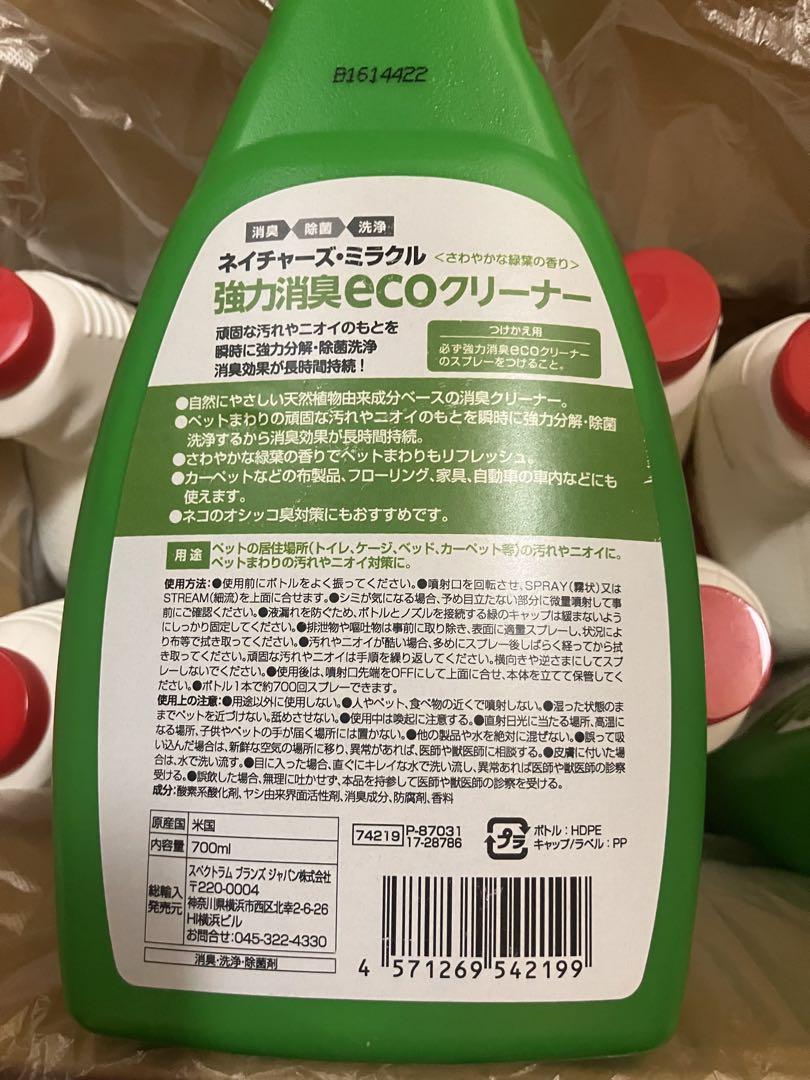 B1614422
消臭 除菌 洗浄
ネイチャーズ・ミラクル <さわやかな緑葉の香り>
強力消臭ecoクリーナー
頑固な汚れやニオイのもとを
瞬時に強力分解・除菌洗浄
消臭効果が長時間持続!
つけかえ用
必ず強力消臭ecoクリーナー
のスプレーをつけること。
●自然にやさしい天然植物由来成分ベースの消臭クリーナー。
●ペットまわりの頑固な汚れやニオイのもとを瞬時に強力分解・除菌
洗浄するから消臭効果が長時間持続。
●さわやかな緑葉の香りでペットまわりもリフレッシュ。
●カーペットなどの布製品、フローリング、家具、自動車の車内などにも
使えます。
●ネコのオシッコ臭対策にもおすすめです。
用途 ペットの居住場所(トイレ、ケージ、ベッド、カーペット等)の汚れやニオイに。
ペットまわりの汚れやニオイ対策に。
使用方法:●使用前にボトルをよく振ってください。●噴射口を回転させ、SPRAY(霧状)又は
STREAM(細流)を上面に合せます。●シミが気になる場合、予め目立たない部分に微量噴射して事
前にご確認ください。●液漏れを防ぐため、ボトルとノズルを接続する緑のキャップは緩まないよう
にしっかり固定してください。●排泄物や嘔吐物は事前に取り除き、表面に適量スプレーし、状況によ
り布等で拭き取ってください。●汚れやニオイが酷い場合、多めにスプレー後しばらく経ってから拭
き取ってください。頑固な汚れやニオイは手順を繰り返してください。横向きや逆さまにしてスプ
レーしないでください。●使用後は、噴射口先端をOFFにして上面に合せ、本体を立てて保管してく
ださい。●ボトル1本で約700回スプレーできます。
使用上の注意:●用途以外に使用しない。●人やペット、食べ物の近くで噴射しない。●湿った状態のま
までペットを近づけない。舐めさせない。●使用中は喚起に注意する。●直射日光に当たる場所、高温に
なる場所、子供やペットの手が届く場所には置かない。●他の製品や水を絶対に混ぜない。●誤って吸
い込んだ場合は、新鮮な空気の場所に移り、異常があれば、医師や獣医師に相談する。●皮膚に付いた場
合は、水で洗い流す。●目に入った場合、直ぐにキレイな水で洗い流し、異常あれば医師や獣医師の診察
受ける。●誤飲した場合、無理に吐かせず、本品を持参して医師や獣医師の診察を受ける。
成分:酸素系酸化剤、ヤシ由来界面活性剤、消臭成分、防腐剤、香料
原産国 米国
内容量 700ml
総輸入
発売元
スペクトラム ブランズ ジャパン株式会社
〒220-0004
神奈川県横浜市西区北幸2-6-26
HI横浜ビル
お問合せ:045-322-4330
消臭・洗浄・除菌剤
74219 P-87031
17-28786
プラ
ボトル:HDPE
キャップ/ラベル:PP
4 571269 542199